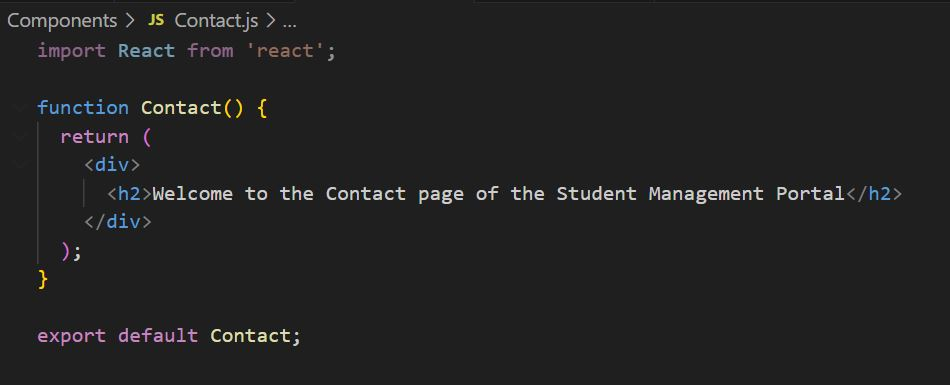 Components > JS Contact.js > ...
import React from 'react';
function Contact() {
return (
<div>
<h2>Welcome to the Contact page of the Student Management Portal</h2>
</div>
);
}
export default Contact;